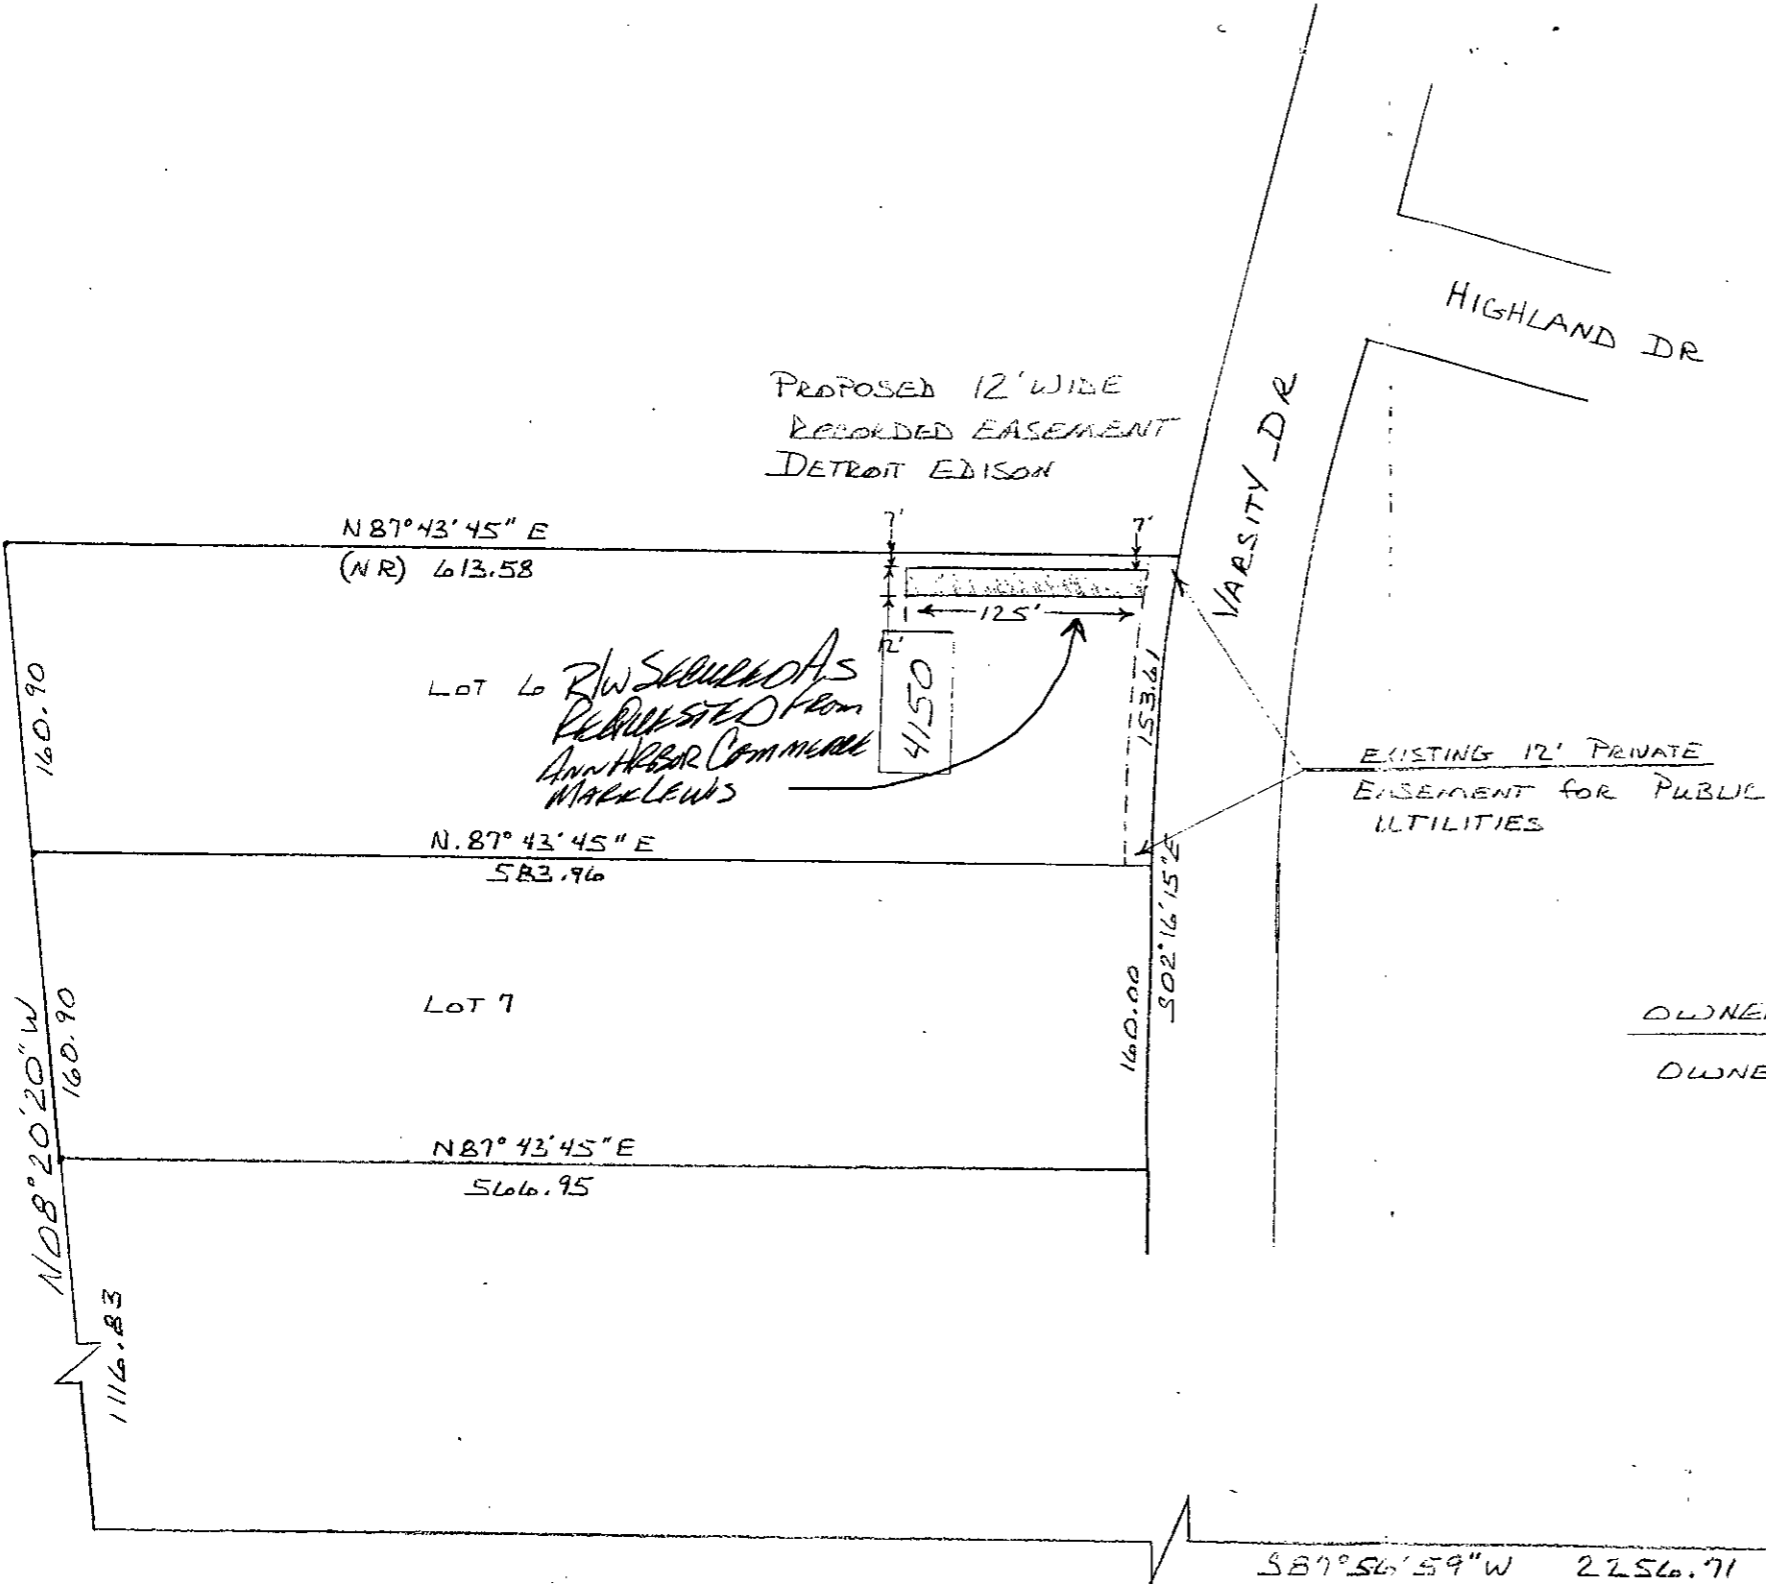 HIGHLAND DR
VARSITY DR
PROPOSED 12' WIDE
RECORDED EASEMENT
DETROIT EDISON
N 87° 43' 45" E
(NR) 613.58
7'
7'
125'
12'
4150
LOT 6
R/W SECURED AS
REQUESTED FROM
ANN ARBOR COMMERCE
MARK LEWIS
160.90
153.61
EXISTING 12' PRIVATE
EASEMENT FOR PUBLIC
UTILITIES
N. 87° 43' 45" E
583.96
S02° 16' 15" E
160.00
LOT 7
160.90
N08° 20' 20" W
N87° 43' 45" E
566.95
1116.83
S87° 56' 59" W 2256.71